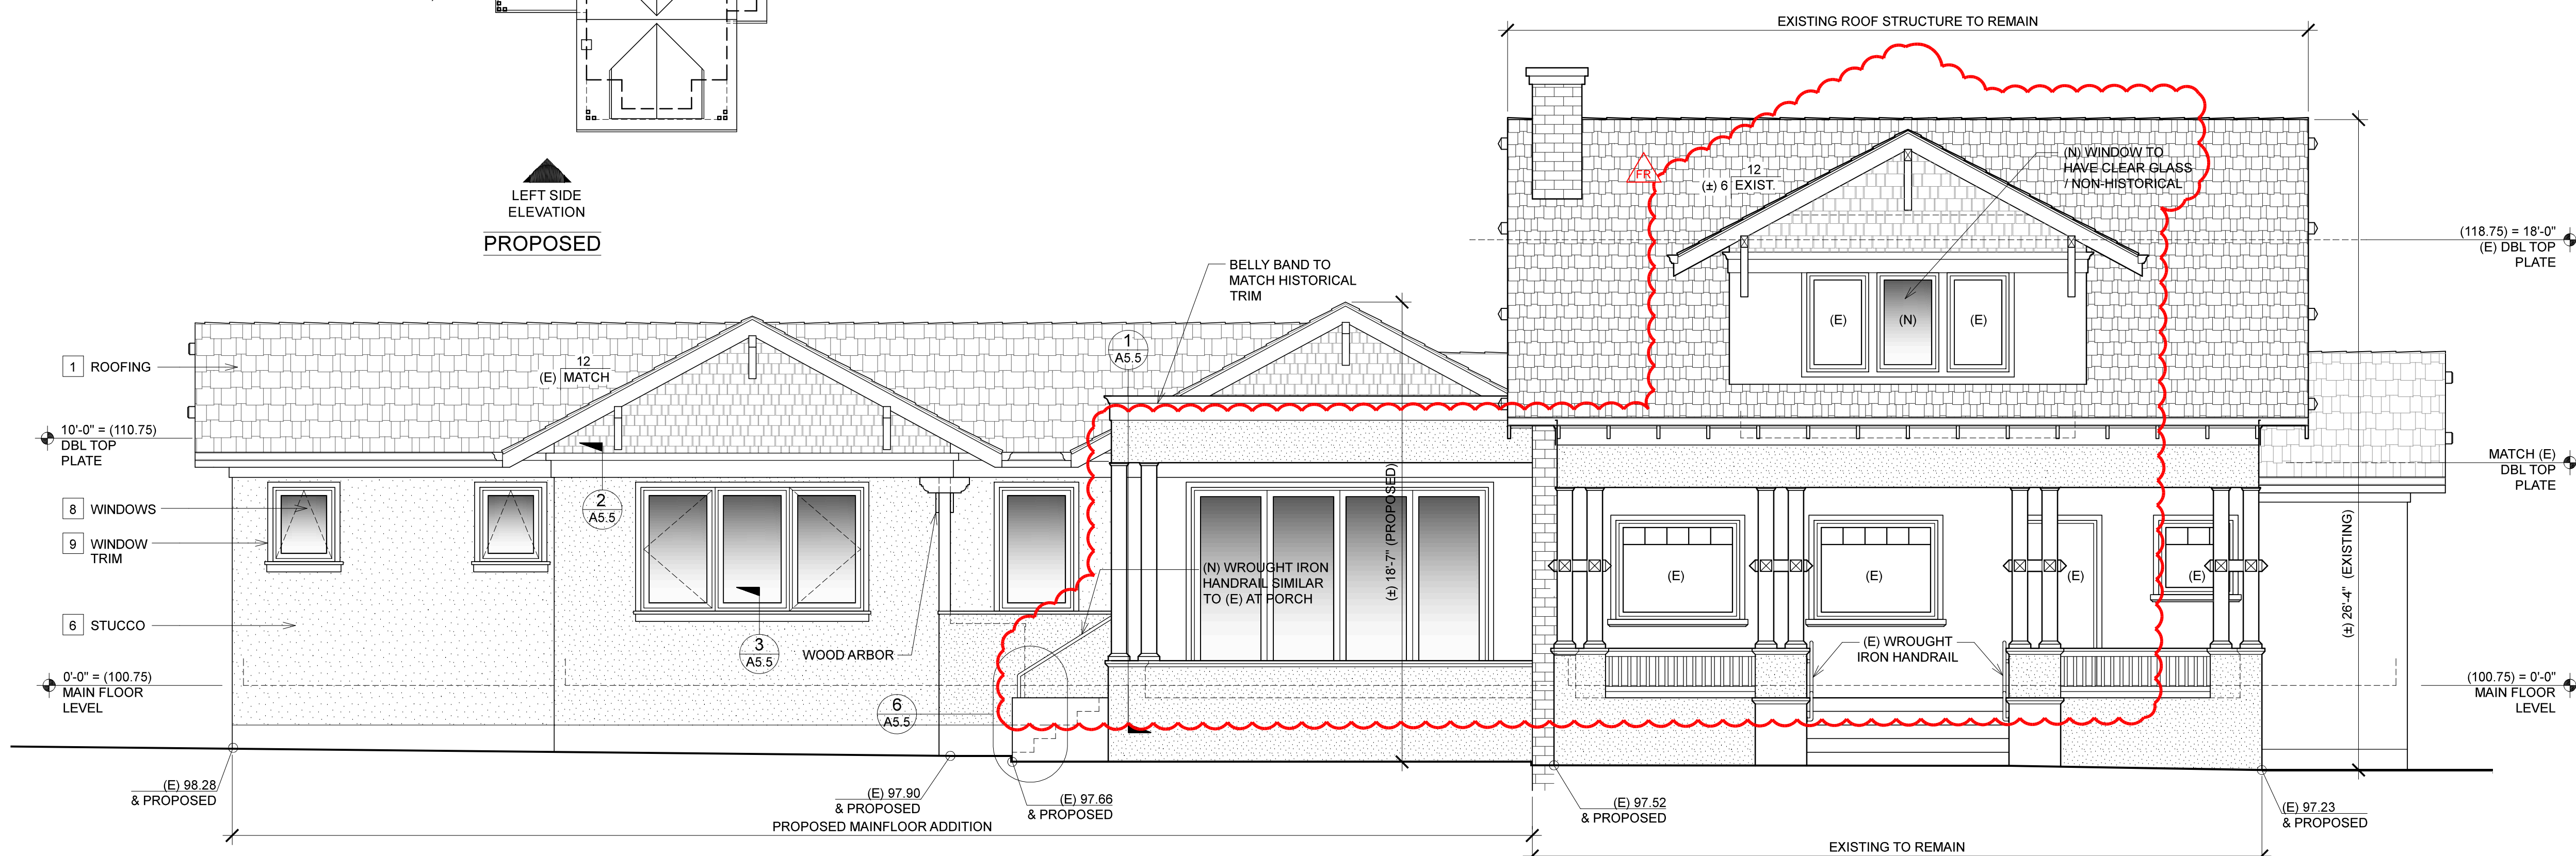 EXISTING ROOF STRUCTURE TO REMAIN
LEFT SIDE
ELEVATION
PROPOSED
FR
12
(±) 6 EXIST.
(N) WINDOW TO
HAVE CLEAR GLASS
/ NON-HISTORICAL
(118.75) = 18'-0"
(E) DBL TOP
PLATE
BELLY BAND TO
MATCH HISTORICAL
TRIM
1
A5.5
(E)
(N)
(E)
1 ROOFING
12
(E) MATCH
10'-0" = (110.75)
DBL TOP
PLATE
MATCH (E)
DBL TOP
PLATE
2
A5.5
8 WINDOWS
9 WINDOW
TRIM
6 STUCCO
3
A5.5
WOOD ARBOR
(N) WROUGHT IRON
HANDRAIL SIMILAR
TO (E) AT PORCH
(±) 18'-7" (PROPOSED)
(E)
(E)
(E)
(E)
(±) 26'-4" (EXISTING)
(E) WROUGHT
IRON HANDRAIL
0'-0" = (100.75)
MAIN FLOOR
LEVEL
6
A5.5
(100.75) = 0'-0"
MAIN FLOOR
LEVEL
(E) 98.28
& PROPOSED
(E) 97.90
& PROPOSED
(E) 97.66
& PROPOSED
(E) 97.52
& PROPOSED
(E) 97.23
& PROPOSED
PROPOSED MAINFLOOR ADDITION
EXISTING TO REMAIN